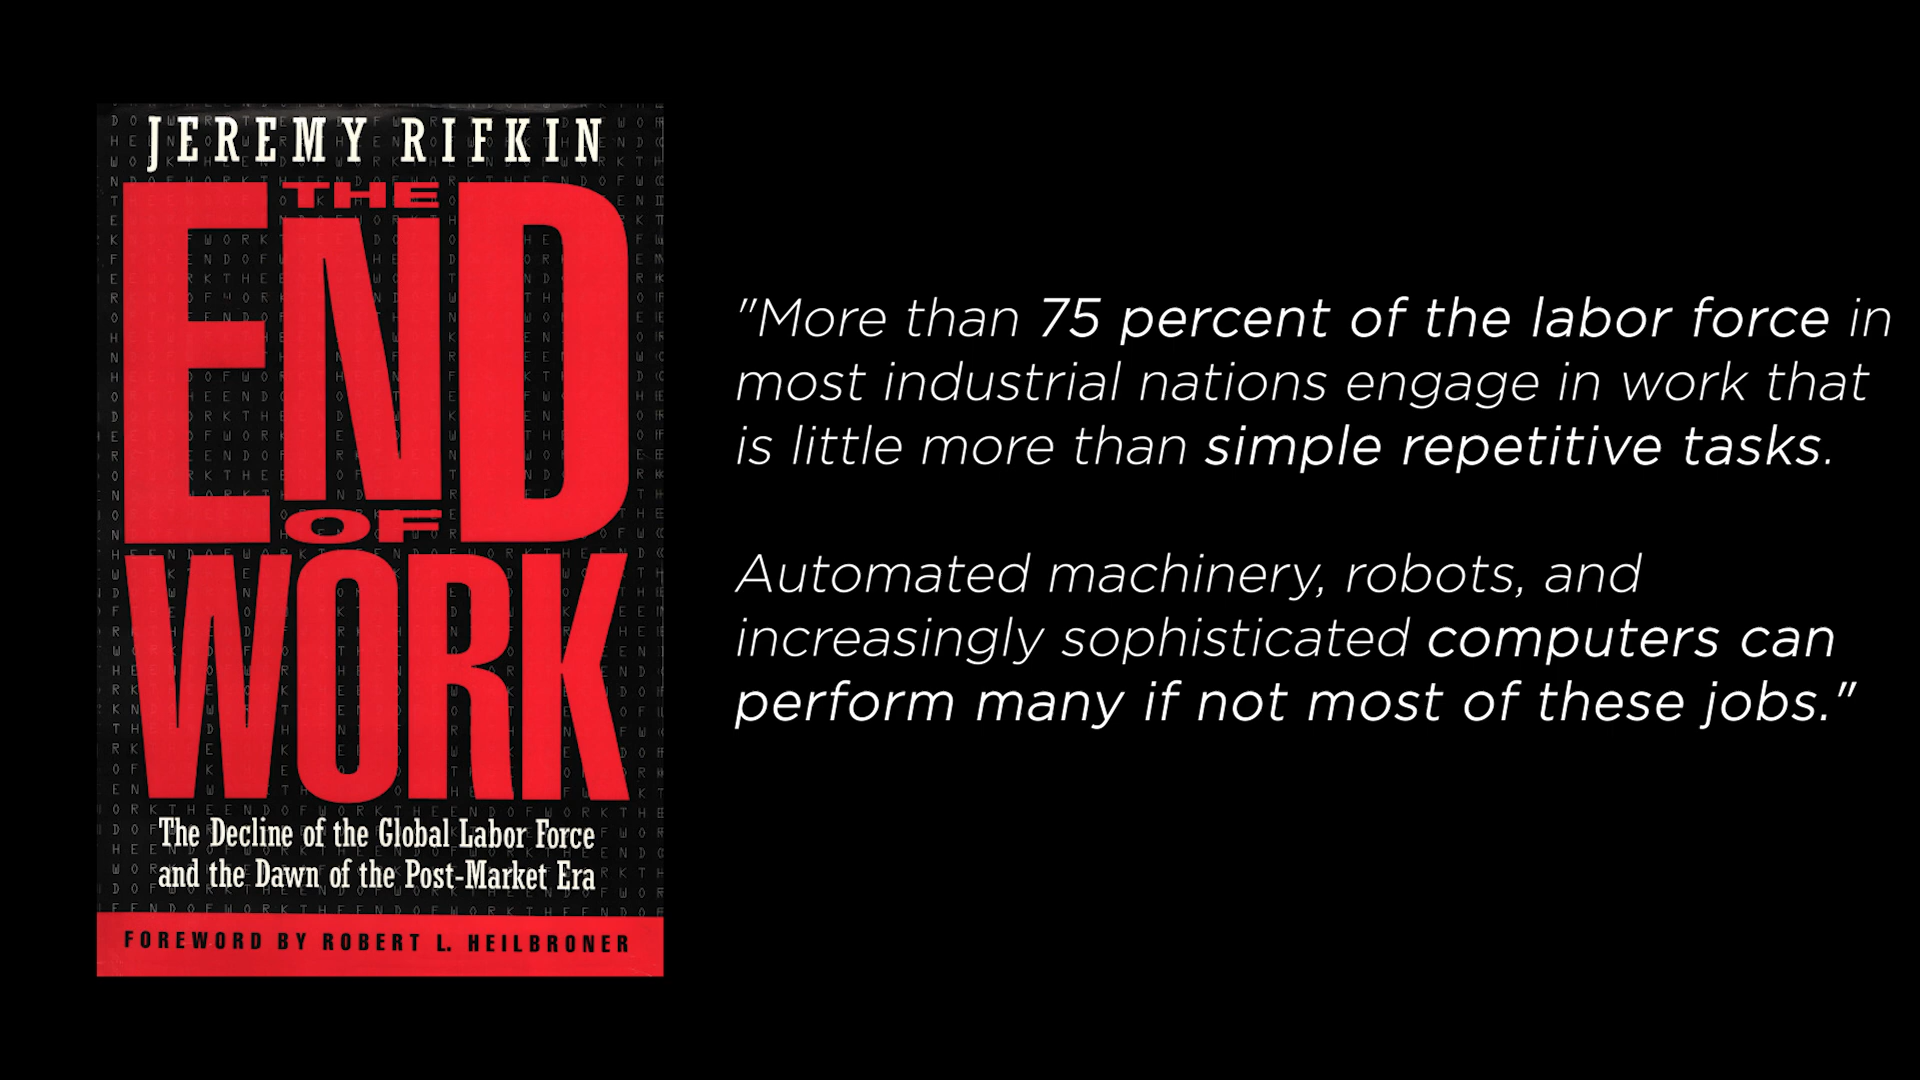 JEREMY RIFKIN
THE
END
OF
WORK
The Decline of the Global Labor Force
and the Dawn of the Post-Market Era
FOREWORD BY ROBERT L. HEILBRONER
"More than 75 percent of the labor force in
most industrial nations engage in work that
is little more than simple repetitive tasks.
Automated machinery, robots, and
increasingly sophisticated computers can
perform many if not most of these jobs."